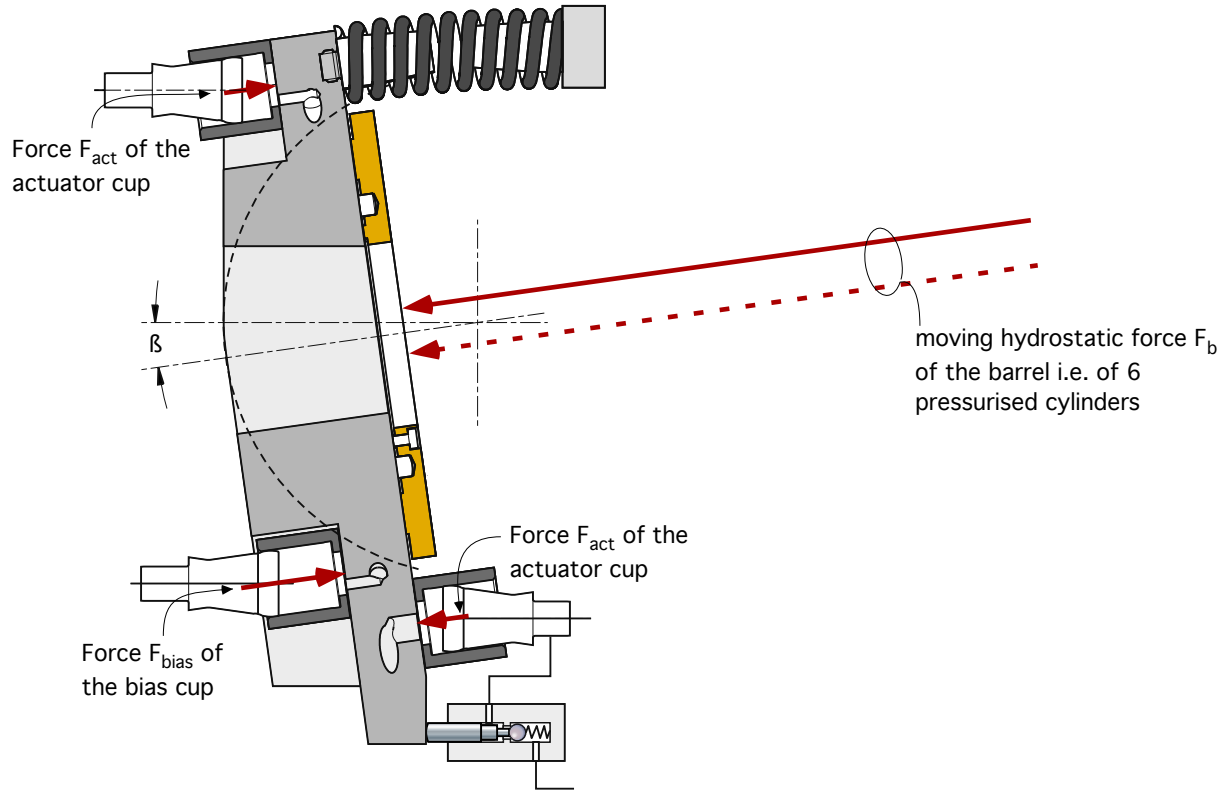 Force F_act of the
actuator cup
ß
moving hydrostatic force F_b
of the barrel i.e. of 6
pressurised cylinders
Force F_act of the
actuator cup
Force F_bias of
the bias cup